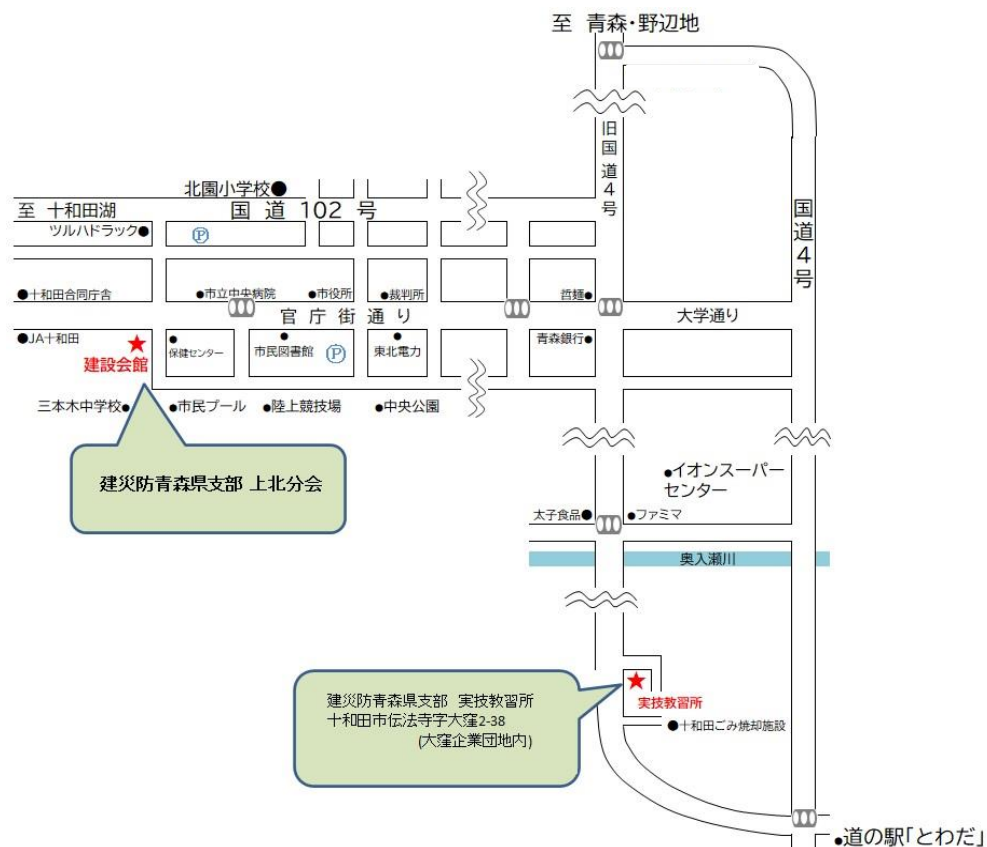 至 青森・野辺地
旧国道4号
国道4号
北園小学校●
至 十和田湖
国 道 102 号
ツルハドラック●
Ⓟ
●十和田合同庁舎
●市立中央病院
●市役所
●裁判所
哲麺●
官 庁 街 通 り
大学通り
●JA十和田
★
建設会館
●
保健センター
●
市民図書館
Ⓟ
●
東北電力
青森銀行●
三本木中学校●
●市民プール
●陸上競技場
●中央公園
建災防青森県支部 上北分会
●イオンスーパー
センター
太子食品●
●ファミマ
奥入瀬川
建災防青森県支部 実技教習所
十和田市伝法寺字大窪2-38
(大窪企業団地内)
★
実技教習所
●十和田ごみ焼却施設
●道の駅「とわだ」